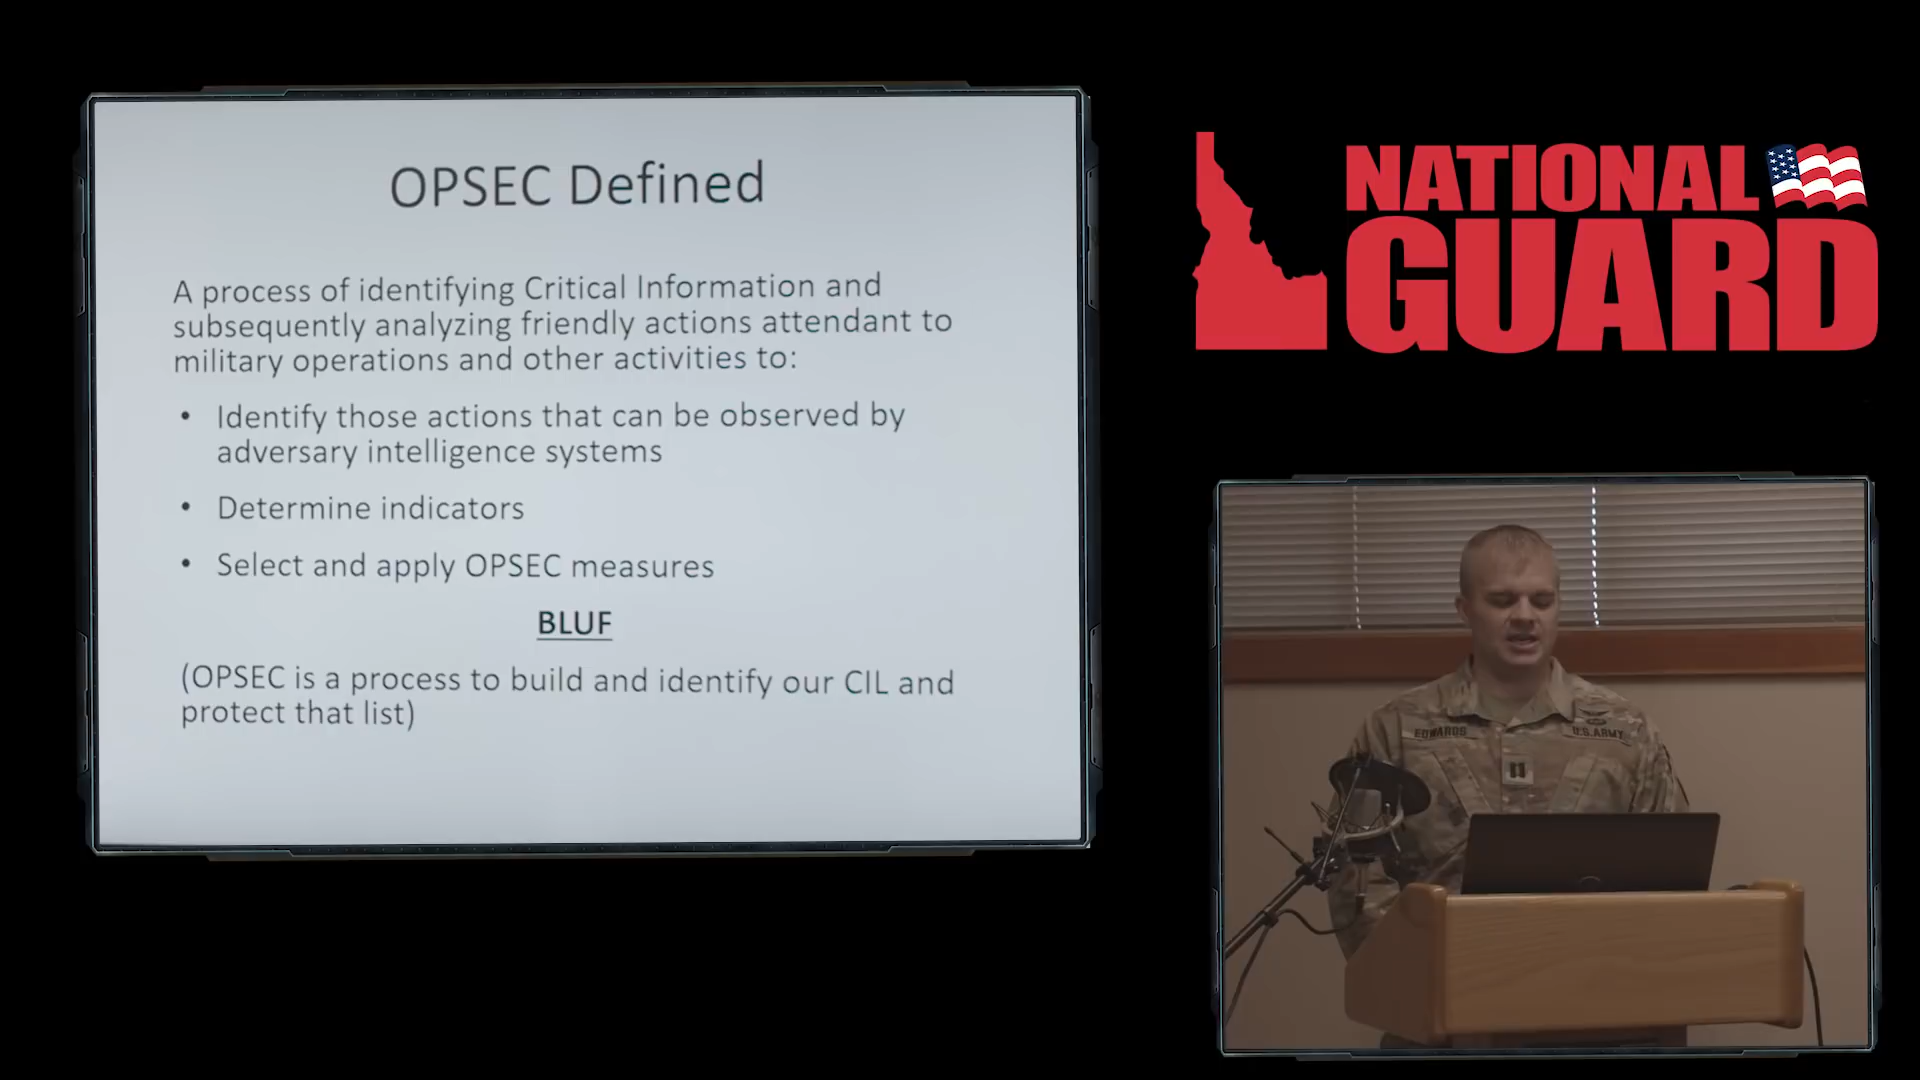 OPSEC Defined
A process of identifying Critical Information and
subsequently analyzing friendly actions attendant to
military operations and other activities to:
• Identify those actions that can be observed by
adversary intelligence systems
• Determine indicators
• Select and apply OPSEC measures
BLUF
(OPSEC is a process to build and identify our CIL and
protect that list)
NATIONAL
GUARD
EDWARDS
U.S. ARMY